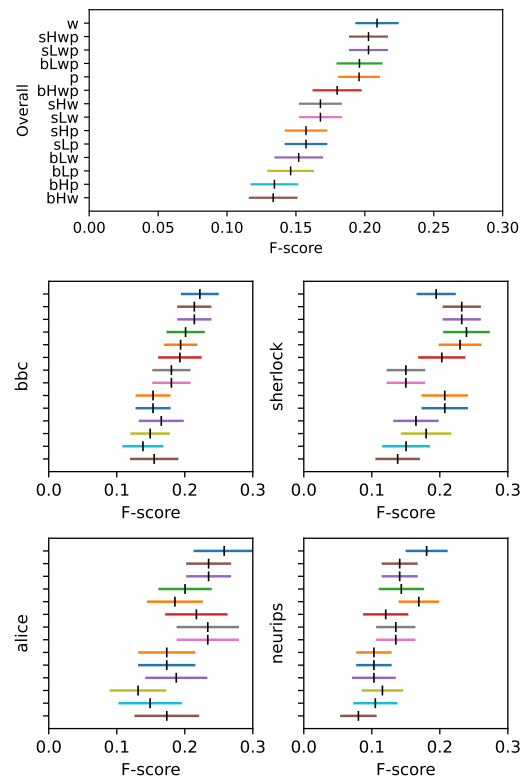 Overall
w
sHwp
sLwp
bLwp
p
bHwp
sHw
sLw
sHp
sLp
bLw
bLp
bHp
bHw
0.00 0.05 0.10 0.15 0.20 0.25 0.30
F-score
bbc
0.0 0.1 0.2 0.3
F-score
sherlock
0.0 0.1 0.2 0.3
F-score
alice
0.0 0.1 0.2 0.3
F-score
neurips
0.0 0.1 0.2 0.3
F-score